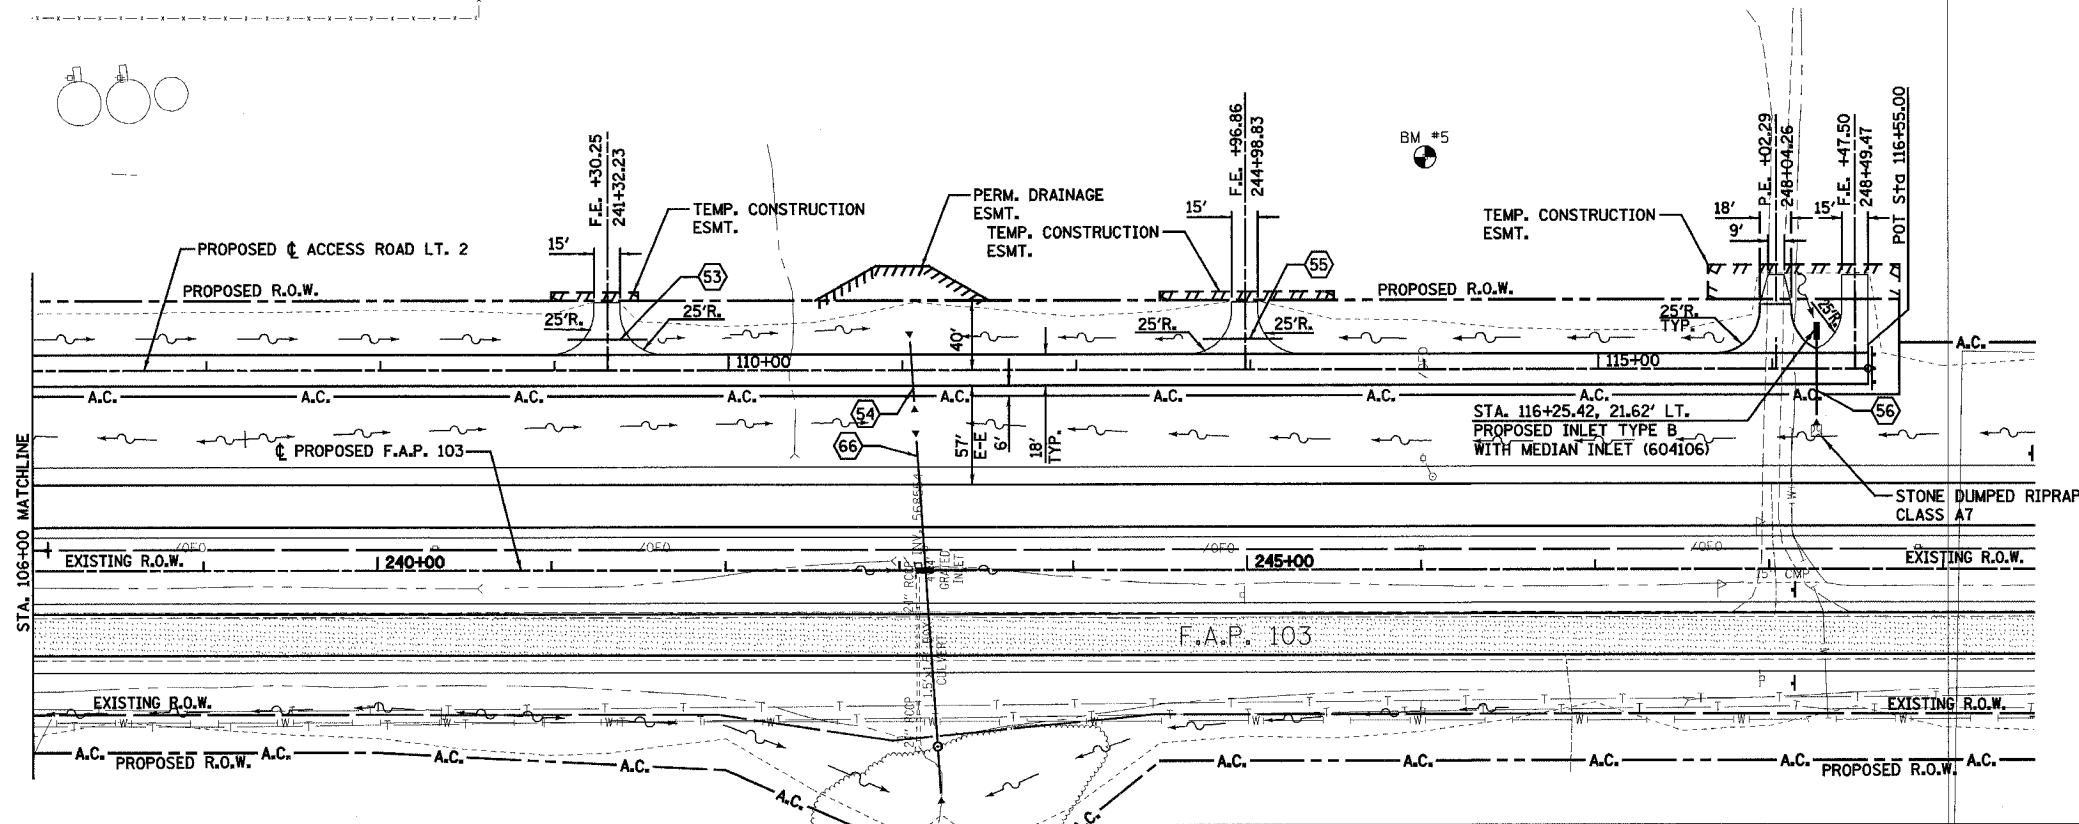 F.E. +30.25
241+32.23
15'
TEMP. CONSTRUCTION
ESMT.
53
25'R.
25'R.
PROPOSED ℄ ACCESS ROAD LT. 2
PROPOSED R.O.W.
PERM. DRAINAGE
ESMT.
TEMP. CONSTRUCTION
ESMT.
F.E. +96.86
244+98.83
15'
55
25'R.
25'R.
BM #5
PROPOSED R.O.W.
TEMP. CONSTRUCTION
ESMT.
P.E. +02.29
248+04.26
F.E. +47.50
248+49.47
POT Sta 116+55.00
18'
15'
9'
25'R.
TYP.
25'R.
40'
110+00
115+00
A.C.
A.C.
A.C.
A.C.
A.C.
A.C.
A.C.
A.C.
A.C.
A.C.
54
66
57'
E-E
6'
18'
TYP.
56
STA. 116+25.42, 21.62' LT.
PROPOSED INLET TYPE B
WITH MEDIAN INLET (604106)
STONE DUMPED RIPRAP
CLASS A7
STA. 106+00 MATCHLINE
℄ PROPOSED F.A.P. 103
EXISTING R.O.W.
240+00
245+00
EXISTING R.O.W.
GRATED
INLET
CMP
F.A.P. 103
CULVERT
24" RCCP
EXISTING R.O.W.
EXISTING R.O.W.
A.C.
PROPOSED R.O.W.
A.C.
A.C.
A.C.
A.C.
A.C.
A.C.
A.C.
A.C.
PROPOSED R.O.W.
A.C.